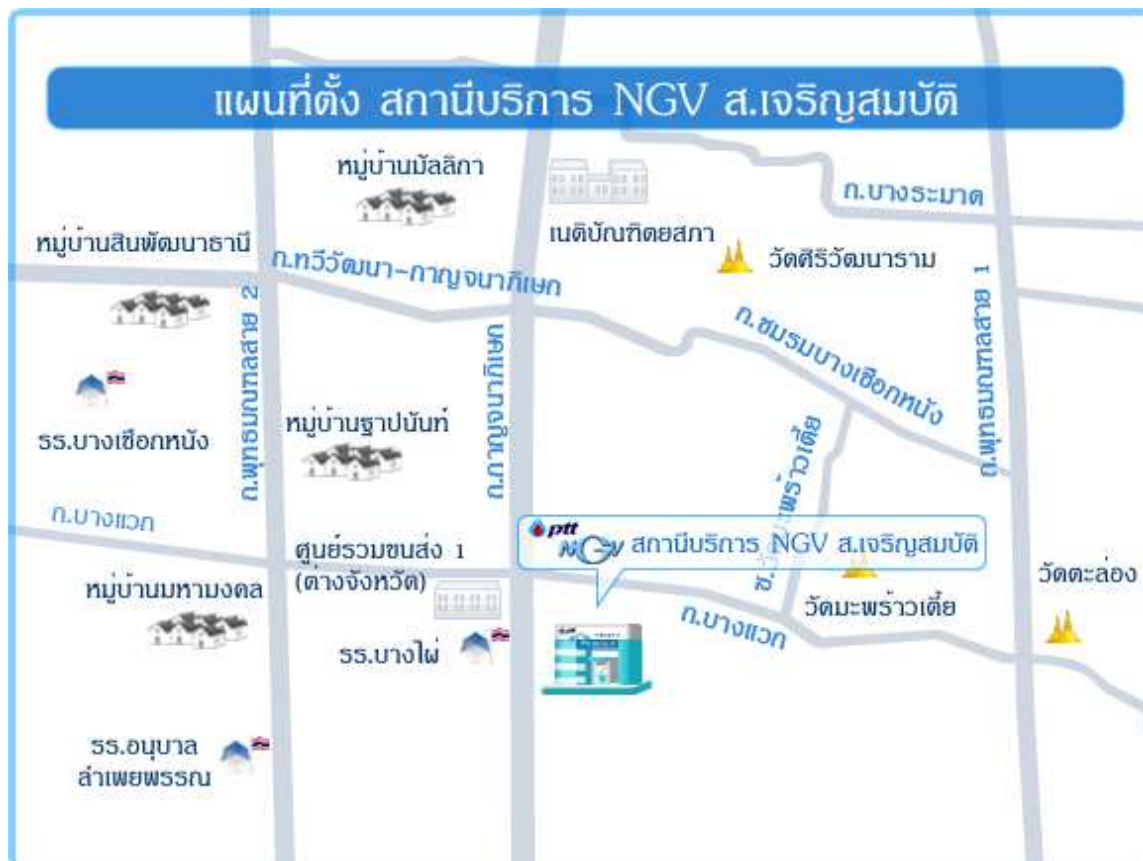 แผนที่ตั้ง สถานีบริการ NGV ส.เจริญสมบัติ
หมู่บ้านมัลลิกา
ถ.บางระมาด
หมู่บ้านสินพัฒนาธานี
เนติบัณฑิตยสภา
วัดศิริวัฒนาราม
ถ.ทวีวัฒนา-กาญจนาภิเษก
ถ.พุทธมณฑลสาย 2
ถ.กาญจนาภิเษก
ถ.ชมรมบางเชือกหนัง
ถ.พุทธมณฑลสาย 1
รร.บางเชือกหนัง
หมู่บ้านฐาปนันท์
ถ.บางแวก
ptt
NGV สถานีบริการ NGV ส.เจริญสมบัติ
ศูนย์รวมขนส่ง 1
(ต่างจังหวัด)
หมู่บ้านมหามงคล
วัดมะพร้าวเตี้ย
วัดตะล่อง
ถ.บางแวก
รร.บางไผ่
รร.อนุบาล
ลำเพยพรรณ